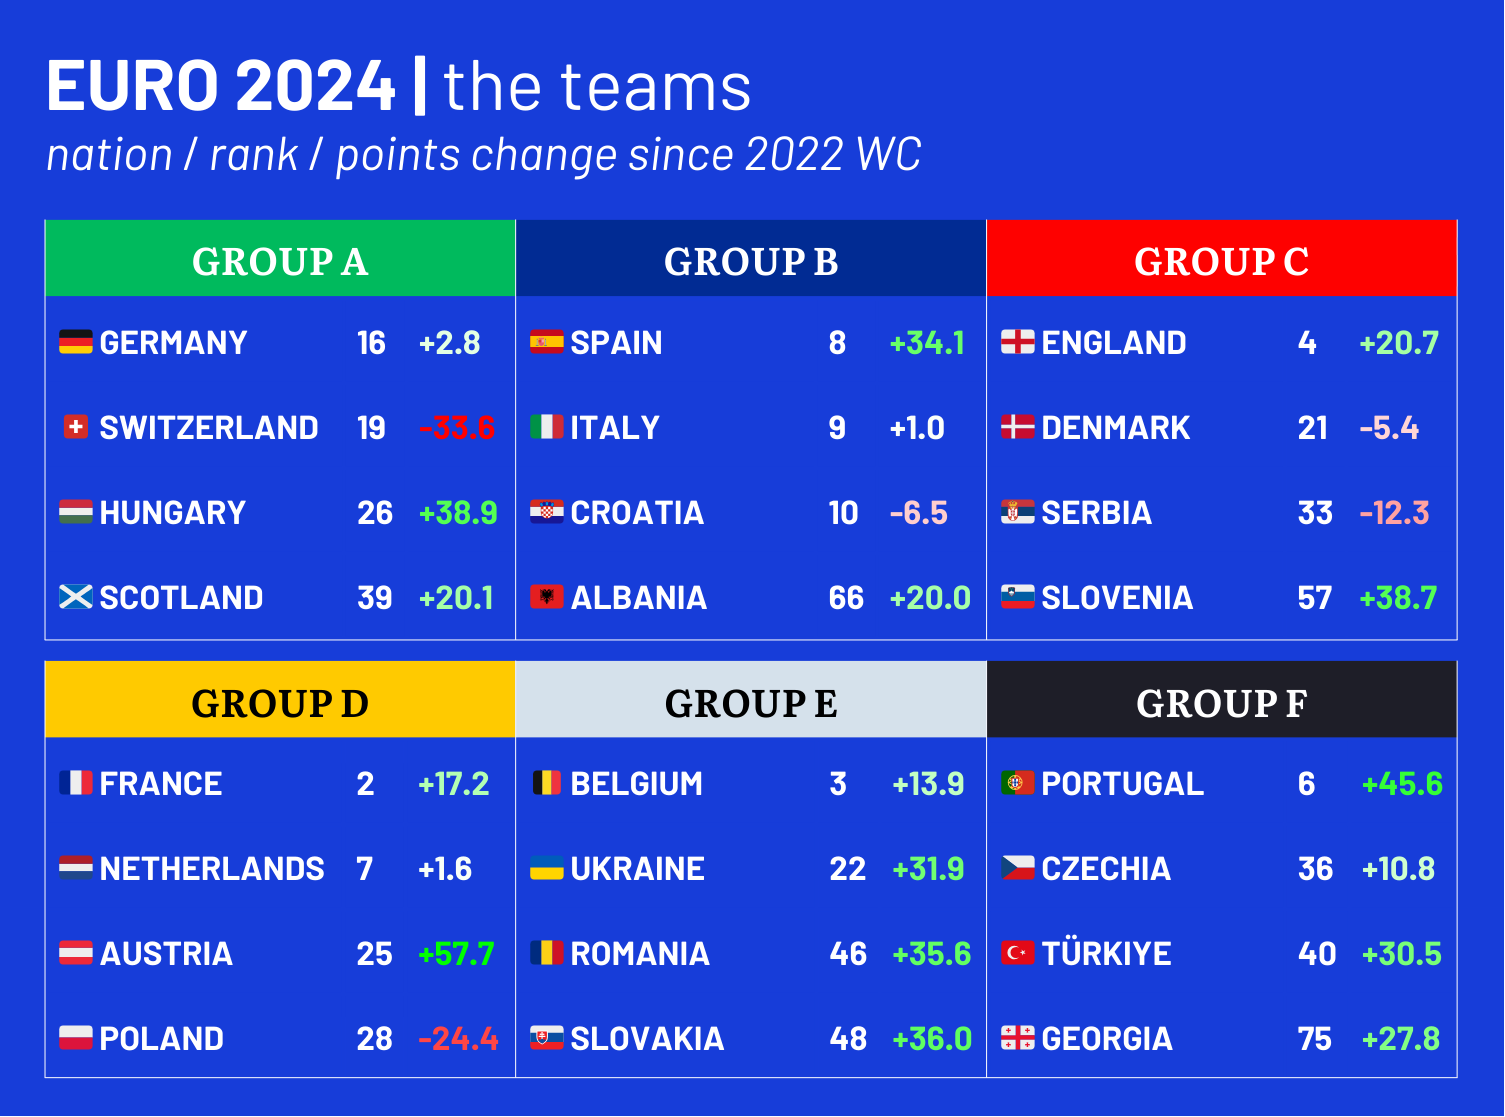 EURO 2024 | the teams
nation / rank / points change since 2022 WC
GROUP A
GERMANY 16 +2.8
SWITZERLAND 19 -33.6
HUNGARY 26 +38.9
SCOTLAND 39 +20.1
GROUP B
SPAIN 8 +34.1
ITALY 9 +1.0
CROATIA 10 -6.5
ALBANIA 66 +20.0
GROUP C
ENGLAND 4 +20.7
DENMARK 21 -5.4
SERBIA 33 -12.3
SLOVENIA 57 +38.7
GROUP D
FRANCE 2 +17.2
NETHERLANDS 7 +1.6
AUSTRIA 25 +57.7
POLAND 28 -24.4
GROUP E
BELGIUM 3 +13.9
UKRAINE 22 +31.9
ROMANIA 46 +35.6
SLOVAKIA 48 +36.0
GROUP F
PORTUGAL 6 +45.6
CZECHIA 36 +10.8
TÜRKIYE 40 +30.5
GEORGIA 75 +27.8